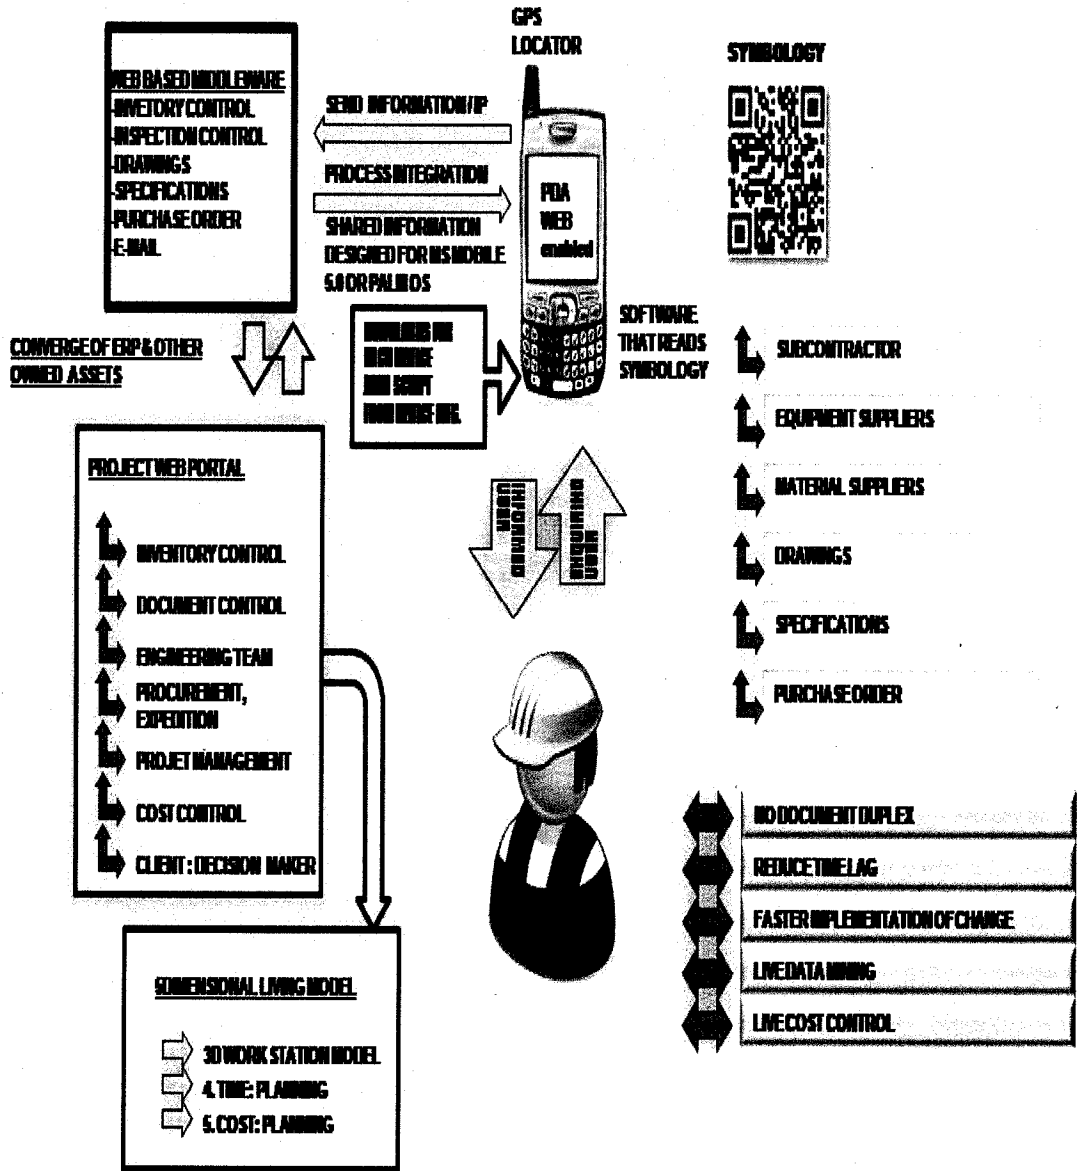 GPS
LOCATOR
SYMBOLOGY
WEB BASED MIDDLEWARE
-INVETORY CONTROL
-INSPECTION CONTROL
-DRAWINGS
-SPECIFICATIONS
-PURCHASE ORDER
-E-MAIL
SEND INFORMATION / IP
PROCESS INTEGRATION
SHARED INFORMATION
DESIGNED FOR MS MOBILE
5.0 OR PALM OS
PDA
WEB
enabled
SOFTWARE
THAT READS
SYMBOLOGY
CONVERGE OF ERP & OTHER
OWNED ASSETS
PROJECT WEB PORTAL
INVENTORY CONTROL
DOCUMENT CONTROL
ENGINEERING TEAM
PROCUREMENT,
EXPEDITION
PROJET MANAGEMENT
COST CONTROL
CLIENT : DECISION MAKER
USER
INFORMED
USER
SUBCONTRACTOR
EQUIPMENT SUPPLIERS
MATERIAL SUPPLIERS
DRAWINGS
SPECIFICATIONS
PURCHASE ORDER
NO DOCUMENT DUPLEX
REDUCE TIME LAG
FASTER IMPLEMENTATION OF CHANGE
LIVE DATA MINING
LIVE COST CONTROL
5DIMENSIONAL LIVING MODEL
3D WORK STATION MODEL
4. TIME: PLANNING
5. COST: PLANNING